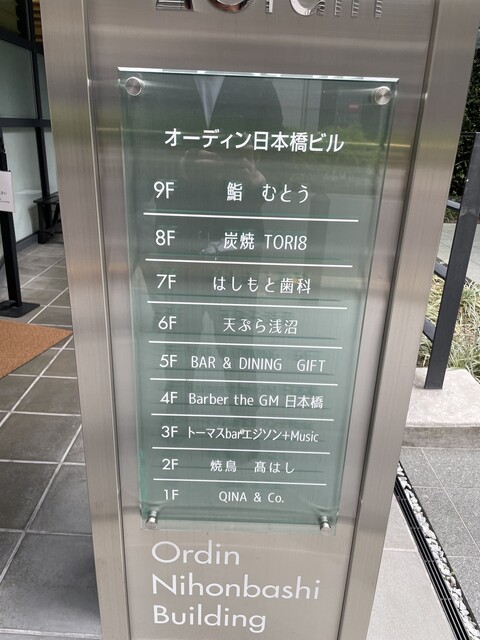 オーディン日本橋ビル
9F 鮨 むとう
8F 炭焼 TORI8
7F はしもと歯科
6F 天ぷら浅沼
5F BAR & DINING GIFT
4F Barber the GM 日本橋
3F トーマスbarエジソン+Music
2F 焼鳥 髙はし
1F QINA & Co.
Ordin
Nihonbashi
Building